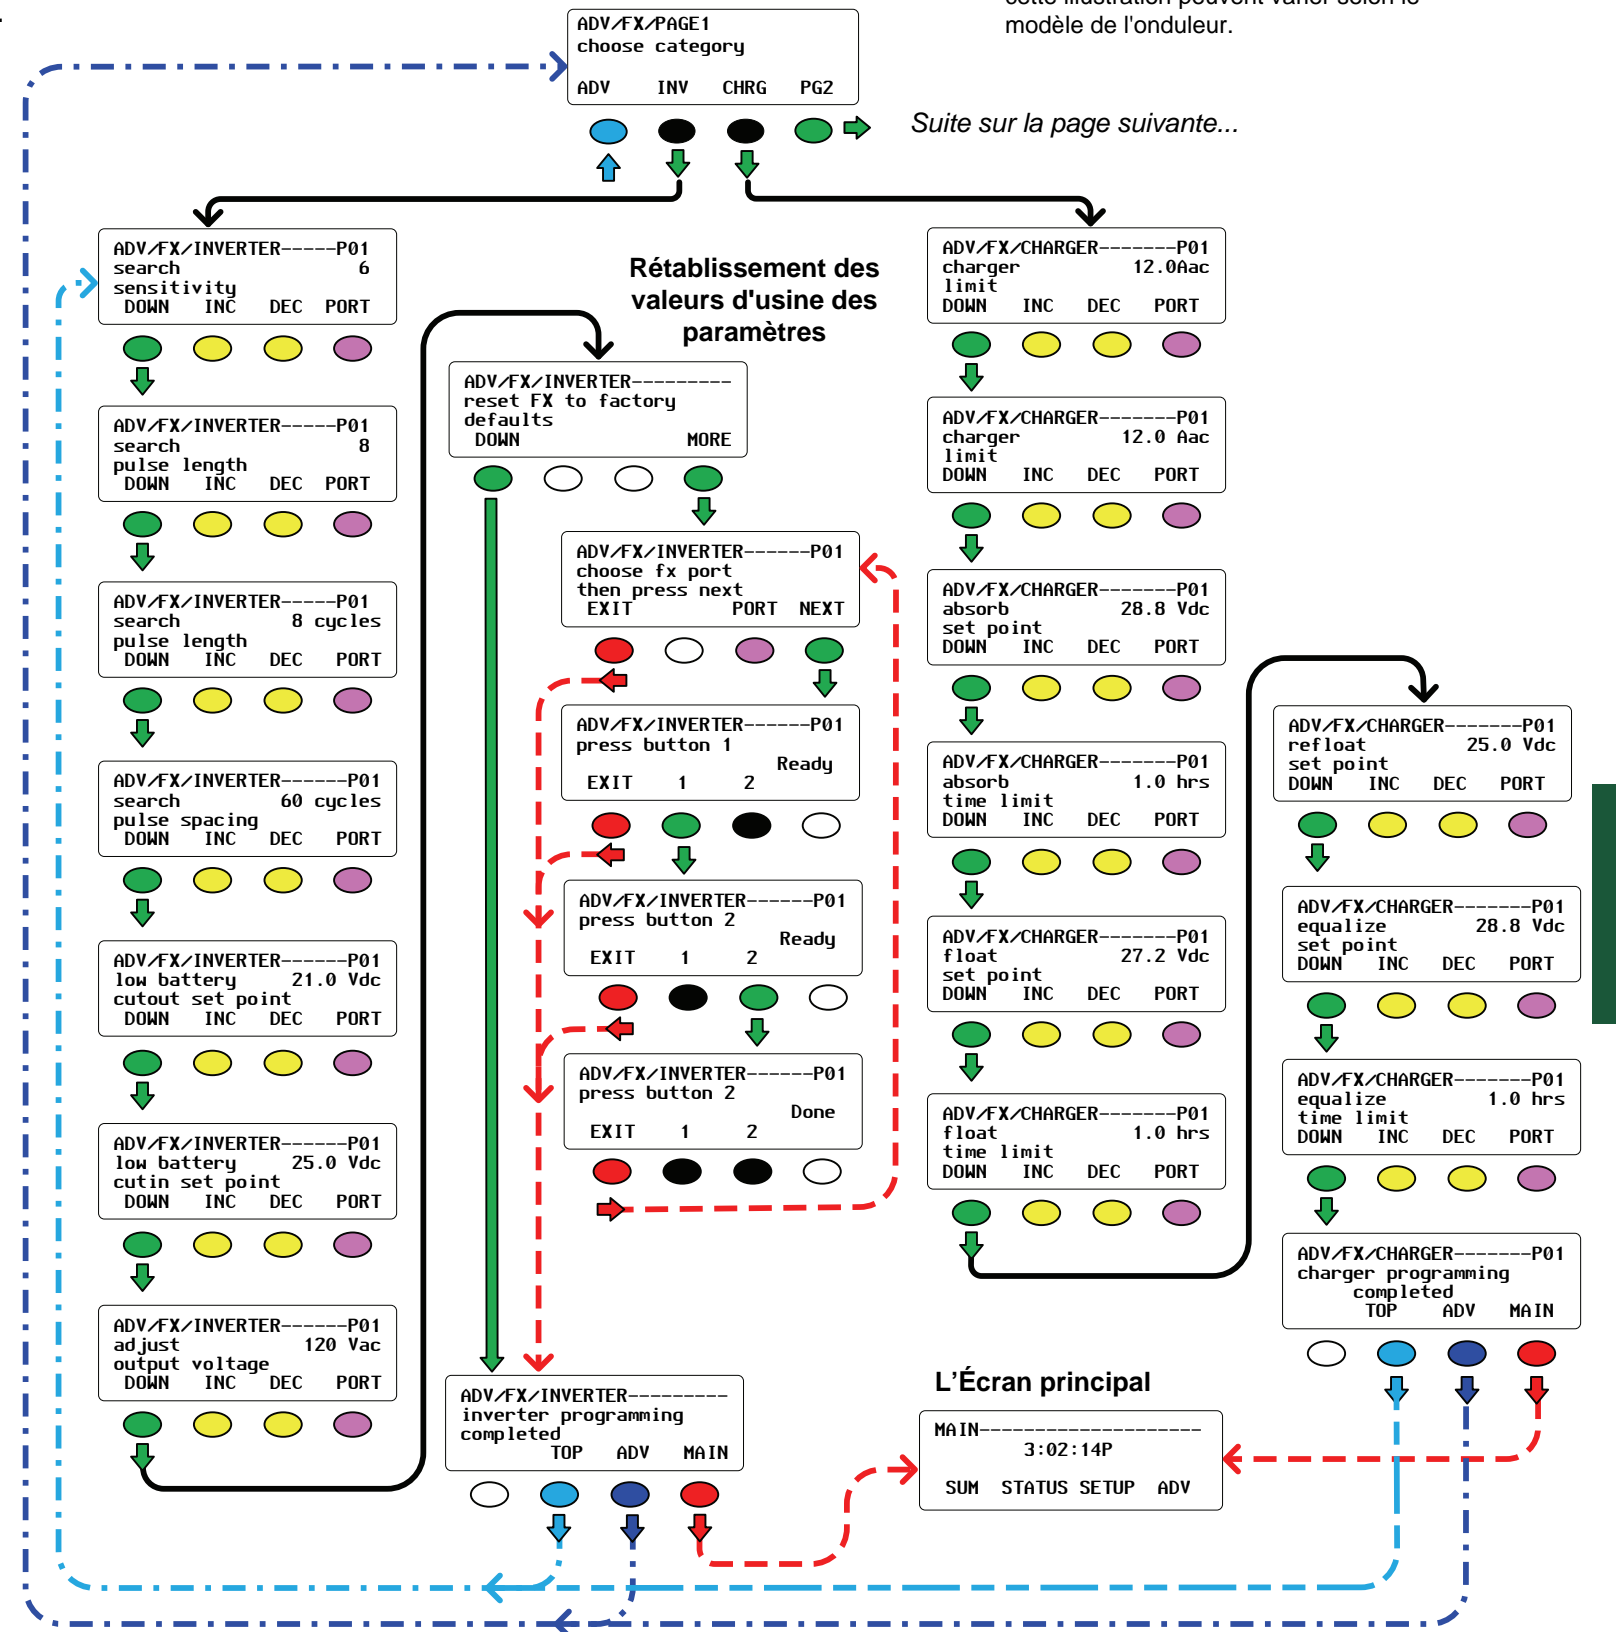 modèle de l'onduleur.
ADV/FX/PAGE1
choose category
ADV INV CHRG PG2
Suite sur la page suivante...
ADV/FX/INVERTER-----P01
search 6
sensitivity
DOWN INC DEC PORT
ADV/FX/INVERTER-----P01
search 8
pulse length
DOWN INC DEC PORT
ADV/FX/INVERTER-----P01
search 8 cycles
pulse length
DOWN INC DEC PORT
ADV/FX/INVERTER-----P01
search 60 cycles
pulse spacing
DOWN INC DEC PORT
ADV/FX/INVERTER-----P01
low battery 21.0 Vdc
cutout set point
DOWN INC DEC PORT
ADV/FX/INVERTER-----P01
low battery 25.0 Vdc
cutin set point
DOWN INC DEC PORT
ADV/FX/INVERTER-----P01
adjust 120 Vac
output voltage
DOWN INC DEC PORT
Rétablissement des
valeurs d'usine des
paramètres
ADV/FX/INVERTER---------
reset FX to factory
defaults
DOWN MORE
ADV/FX/INVERTER------P01
choose fx port
then press next
EXIT PORT NEXT
ADV/FX/INVERTER------P01
press button 1
Ready
EXIT 1 2
ADV/FX/INVERTER------P01
press button 2
Ready
EXIT 1 2
ADV/FX/INVERTER------P01
press button 2
Done
EXIT 1 2
ADV/FX/INVERTER---------
inverter programming
completed
TOP ADV MAIN
ADV/FX/CHARGER-------P01
charger 12.0Aac
limit
DOWN INC DEC PORT
ADV/FX/CHARGER-------P01
charger 12.0 Aac
limit
DOWN INC DEC PORT
ADV/FX/CHARGER-------P01
absorb 28.8 Vdc
set point
DOWN INC DEC PORT
ADV/FX/CHARGER-------P01
absorb 1.0 hrs
time limit
DOWN INC DEC PORT
ADV/FX/CHARGER-------P01
float 27.2 Vdc
set point
DOWN INC DEC PORT
ADV/FX/CHARGER-------P01
float 1.0 hrs
time limit
DOWN INC DEC PORT
ADV/FX/CHARGER-------P01
refloat 25.0 Vdc
set point
DOWN INC DEC PORT
ADV/FX/CHARGER-------P01
equalize 28.8 Vdc
set point
DOWN INC DEC PORT
ADV/FX/CHARGER-------P01
equalize 1.0 hrs
time limit
DOWN INC DEC PORT
ADV/FX/CHARGER-------P01
charger programming
completed
TOP ADV MAIN
L’Écran principal
MAIN--------------------
3:02:14P
SUM STATUS SETUP ADV